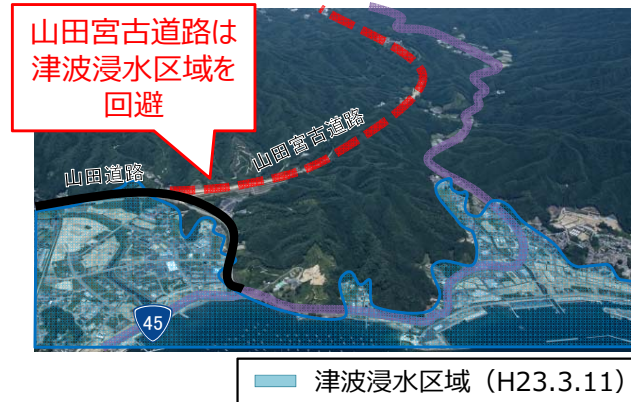 山田宮古道路は
津波浸水区域を
回避
山田宮古道路
山田道路
45
津波浸水区域（H23.3.11）